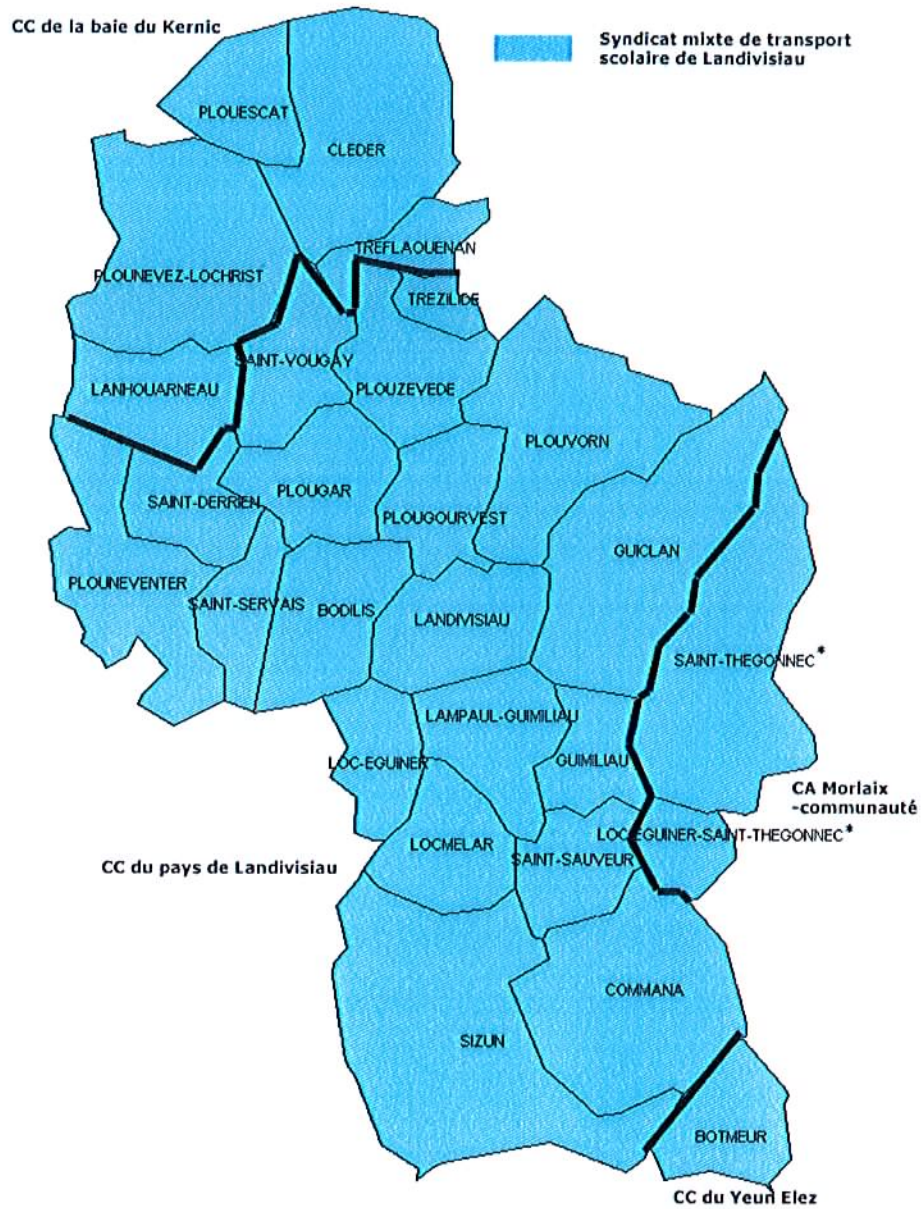 CC de la baie du Kernic
Syndicat mixte de transport
scolaire de Landivisiau
PLOUESCAT
CLEDER
TREFLAOUENAN
PLOUNEVEZ-LOCHRIST
TREZILIDE
SAINT-VOUGAY
LANHOUARNEAU
PLOUZEVEDE
PLOUVORN
SAINT-DERRIEN
PLOUGAR
PLOUGOURVEST
GUICLAN
PLOUNEVENTER
SAINT-SERVAIS
BODILIS
LANDIVISIAU
SAINT-THEGONNEC*
LAMPAUL-GUIMILIAU
LOC-EGUINER
GUIMILIAU
CA Morlaix
-communauté
LOC-EGUINER-SAINT-THEGONNEC*
LOCMELAR
SAINT-SAUVEUR
CC du pays de Landivisiau
COMMANA
SIZUN
BOTMEUR
CC du Yeun Elez